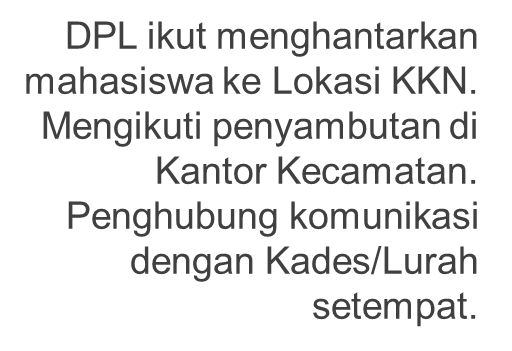 DPL ikut menghantarkan
mahasiswa ke Lokasi KKN.
Mengikuti penyambutan di
Kantor Kecamatan.
Penghubung komunikasi
dengan Kades/Lurah
setempat.